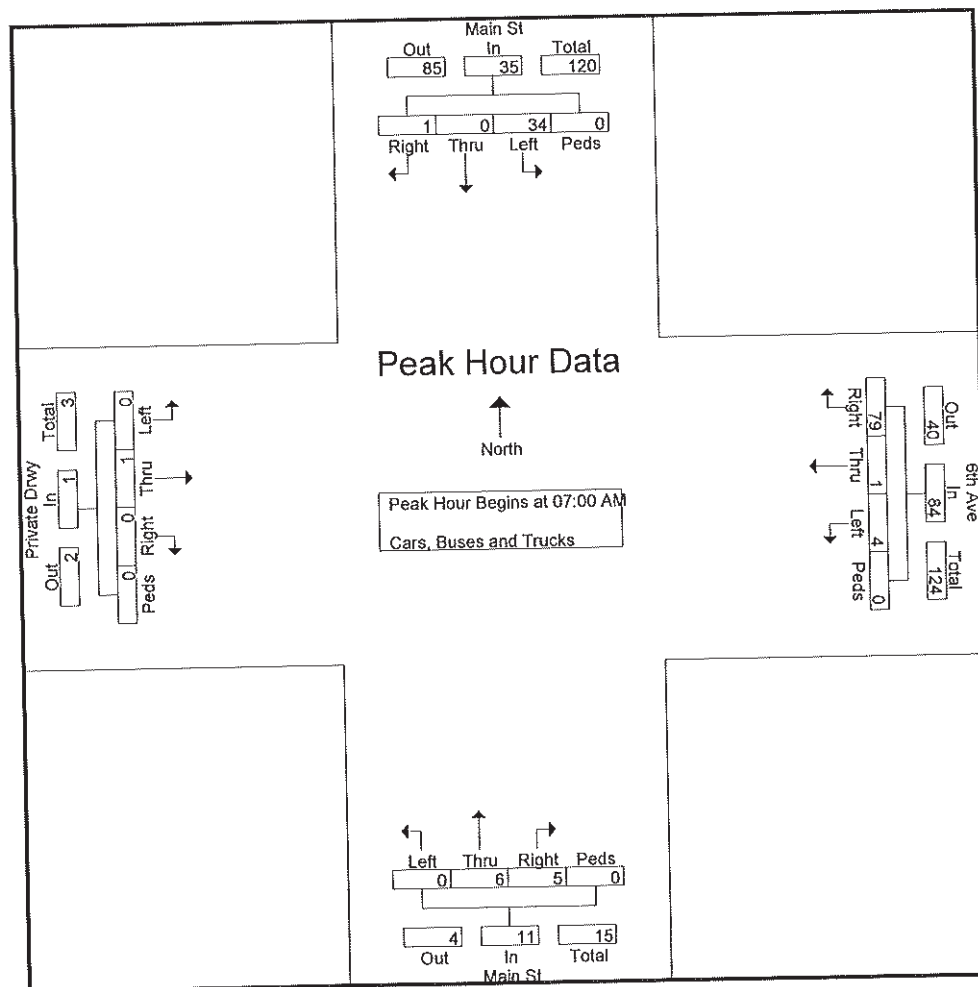 Main St
Out In Total
85 35 120
1 0 34 0
Right Thru Left Peds
Peak Hour Data
North
Peak Hour Begins at 07:00 AM
Cars, Buses and Trucks
Private Drwy
Out In Total
2 1 3
0 1 0 0
Left Thru Right Peds
6th Ave
Out In Total
40 84 124
79 1 4 0
Right Thru Left Peds
Left Thru Right Peds
0 6 5 0
4 11 15
Out In Total
Main St